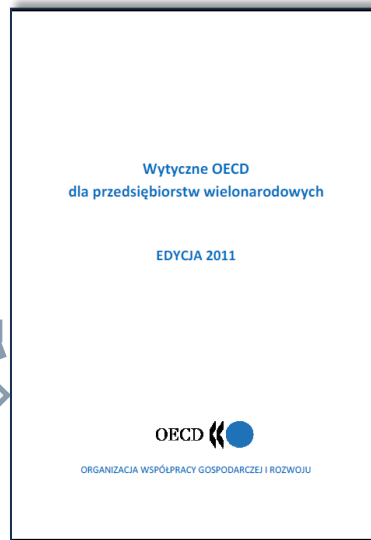 Wytyczne OECD
dla przedsiębiorstw wielonarodowych
EDYCJA 2011
OECD
ORGANIZACJA WSPÓŁPRACY GOSPODARCZEJ I ROZWOJU